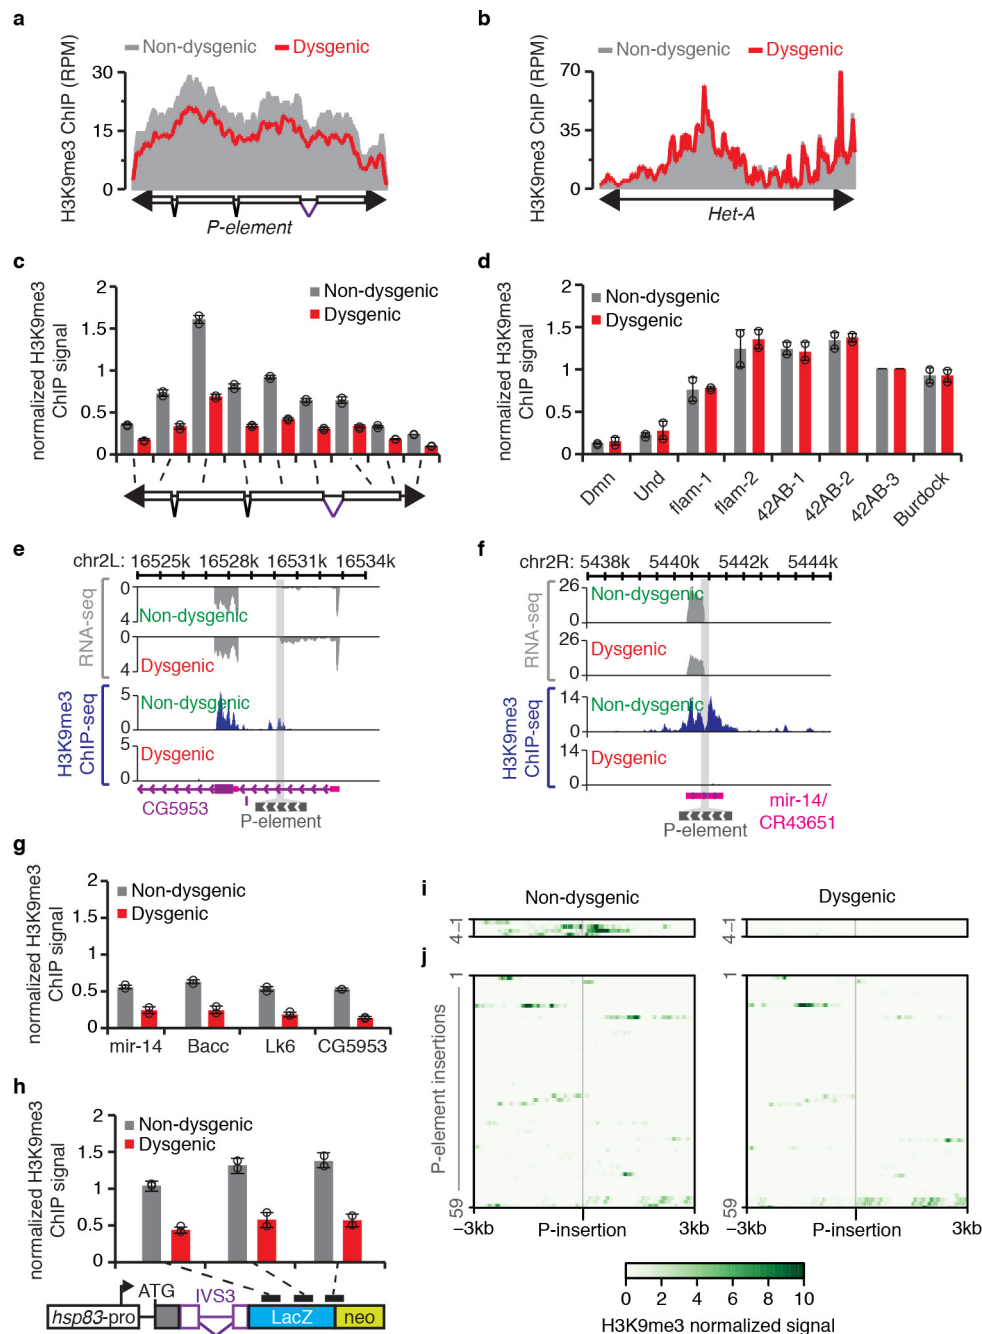 a
H3K9me3 ChIP (RPM)
Non-dysgenic
Dysgenic
30
15
0
P-element
b
H3K9me3 ChIP (RPM)
Non-dysgenic
Dysgenic
70
35
0
Het-A
c
normalized H3K9me3
ChIP signal
Non-dysgenic
Dysgenic
2
1.5
1
0.5
0
d
normalized H3K9me3
ChIP signal
Non-dysgenic
Dysgenic
2
1.5
1
0.5
0
Dmn
Und
flam-1
flam-2
42AB-1
42AB-2
42AB-3
Burdock
e
chr2L: 16525k 16528k 16531k 16534k
RNA-seq
0
4
Non-dysgenic
0
4
Dysgenic
H3K9me3
ChIP-seq
5
0
Non-dysgenic
5
0
Dysgenic
CG5953
P-element
f
chr2R: 5438k 5440k 5442k 5444k
RNA-seq
26
0
Non-dysgenic
26
0
Dysgenic
H3K9me3
ChIP-seq
14
0
Non-dysgenic
14
0
Dysgenic
mir-14/
CR43651
P-element
g
normalized H3K9me3
ChIP signal
Non-dysgenic
Dysgenic
2
1.5
1
0.5
0
mir-14 Bacc Lk6 CG5953
h
normalized H3K9me3
ChIP signal
Non-dysgenic
Dysgenic
2
1.5
1
0.5
0
ATG
IVS3
hsp83-pro
LacZ
neo
i
Non-dysgenic
Dysgenic
4–1
4–1
j
P-element insertions
1
59
−3kb P-insertion 3kb
1
59
−3kb P-insertion 3kb
0 2 4 6 8 10
H3K9me3 normalized signal